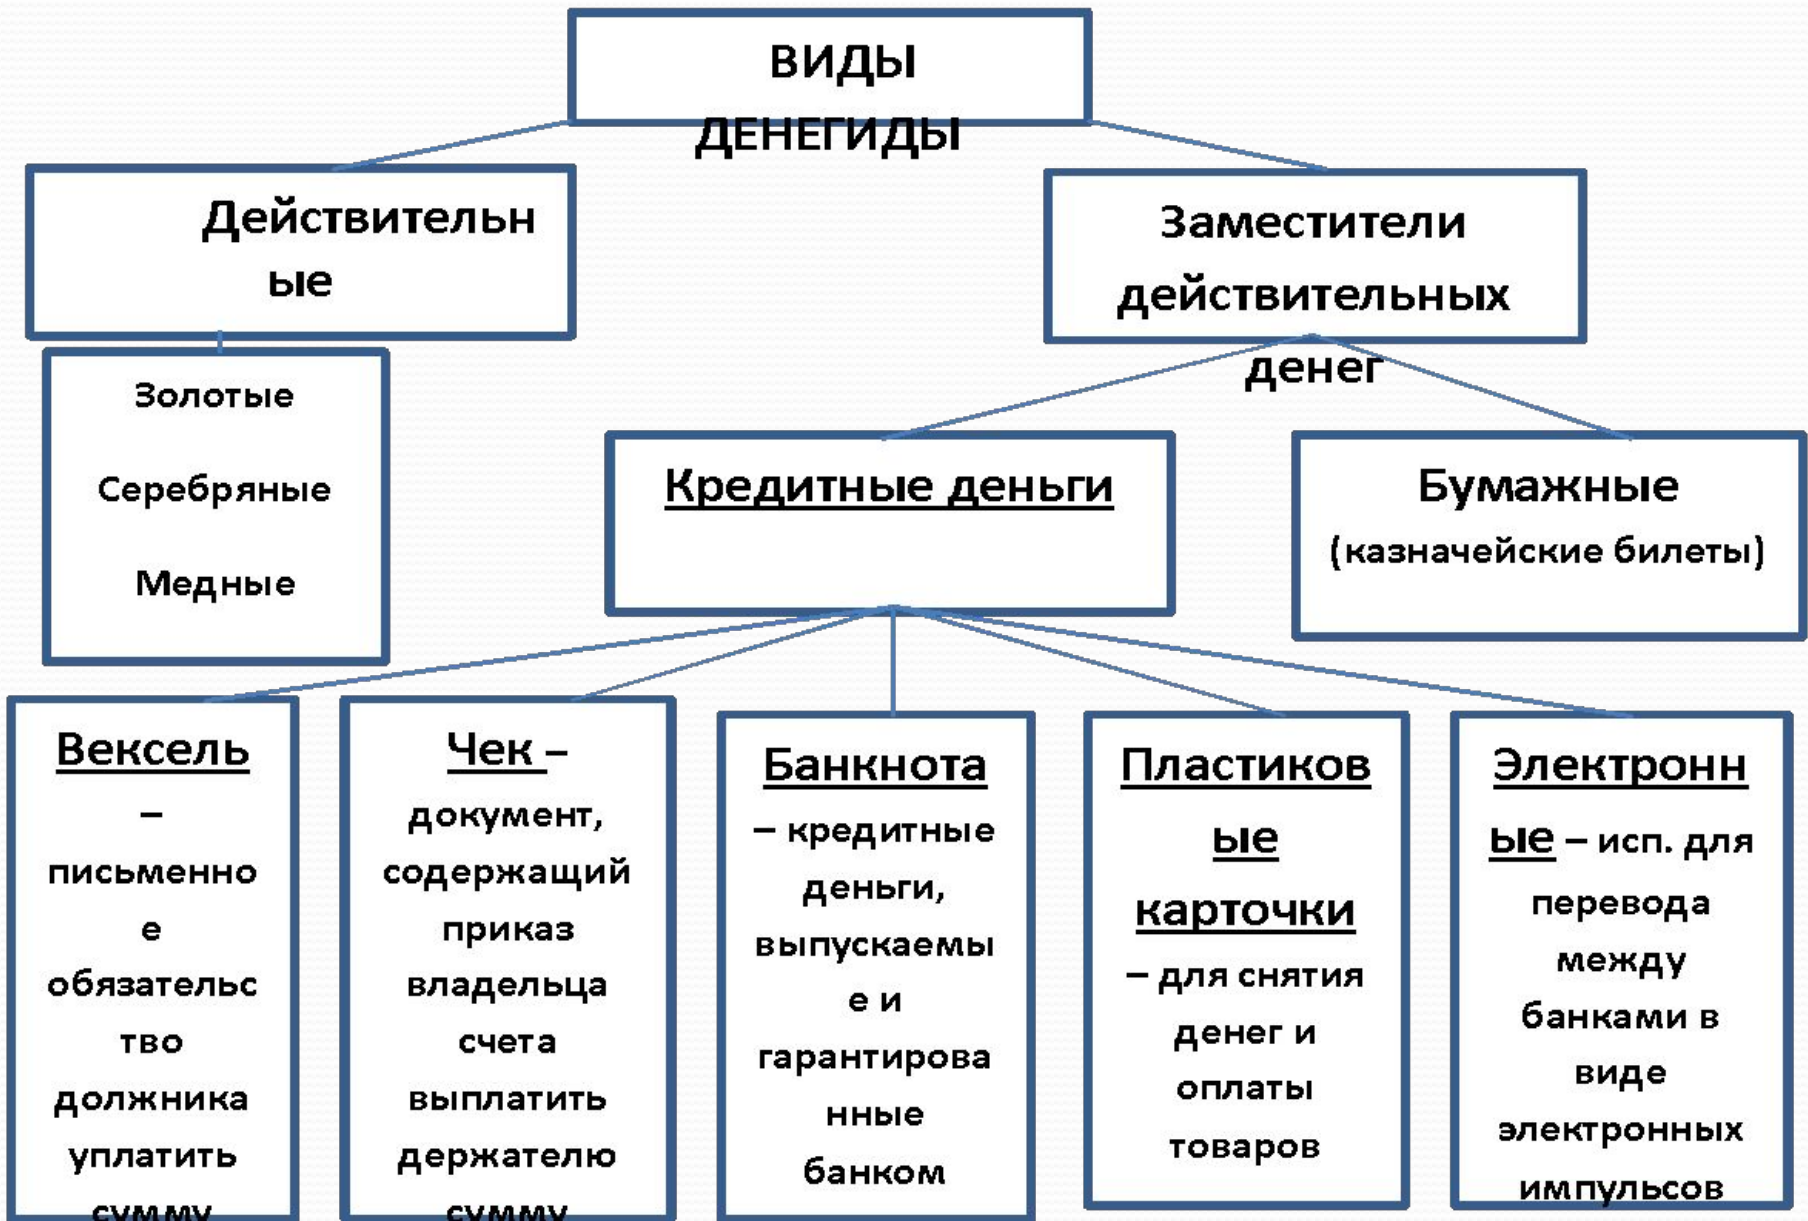 ВИДЫ
ДЕНЕГИДЫ
Действительн
ые
Заместители
действительных
денег
Золотые
Серебряные
Медные
Кредитные деньги
Бумажные
(казначейские билеты)
Вексель
–
письменно
е
обязательс
тво
должника
уплатить
сумму
Чек –
документ,
содержащий
приказ
владельца
счета
выплатить
держателю
сумму
Банкнота
– кредитные
деньги,
выпускаемы
е и
гарантирова
нные
банком
Пластиков
ые
карточки
– для снятия
денег и
оплаты
товаров
Электронн
ые – исп. для
перевода
между
банками в
виде
электронных
импульсов